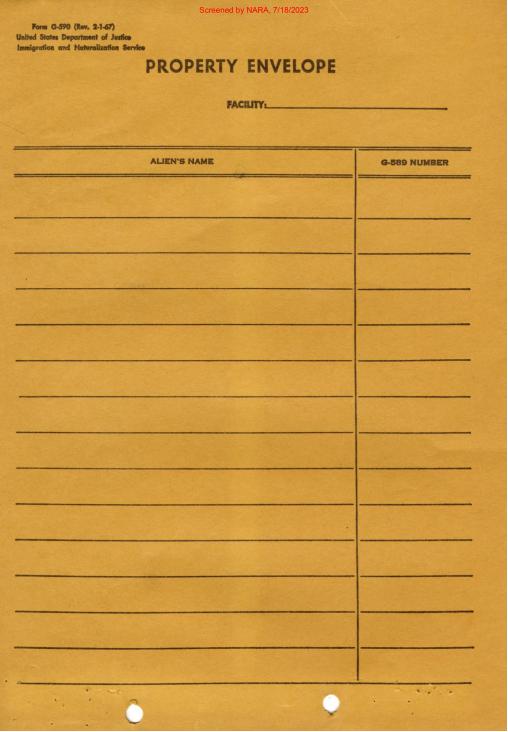 Screened by NARA, 7/18/2023
Form G-590 (Rev. 2-1-67)
United States Department of Justice
Immigration and Naturalization Service
PROPERTY ENVELOPE
FACILITY:
ALIEN'S NAME
G-589 NUMBER